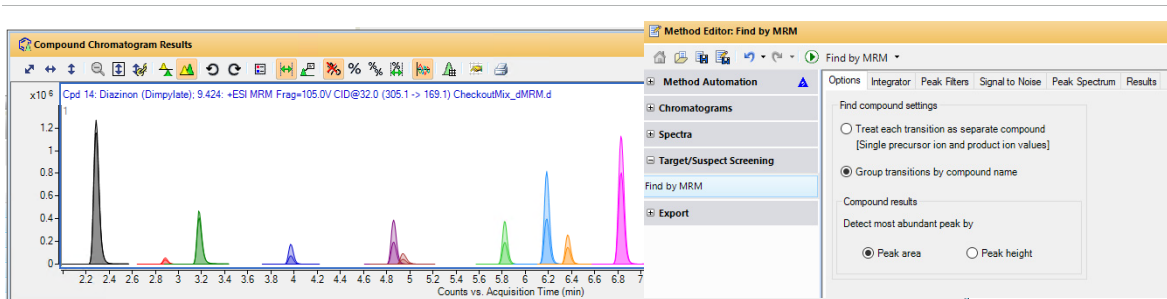 Compound Chromatogram Results
x10 6 Cpd 14: Diazinon (Dimpylate); 9.424: +ESI MRM Frag=105.0V CID@32.0 (305.1 -> 169.1) CheckoutMix_dMRM.d
1
1.2
1
0.8
0.6
0.4
0.2
0
2.2 2.4 2.6 2.8 3 3.2 3.4 3.6 3.8 4 4.2 4.4 4.6 4.8 5 5.2 5.4 5.6 5.8 6 6.2 6.4 6.6 6.8 7
Counts vs. Acquisition Time (min)
Method Editor: Find by MRM
Find by MRM
Method Automation
Chromatograms
Spectra
Target/Suspect Screening
Find by MRM
Export
Options Integrator Peak Filters Signal to Noise Peak Spectrum Results
Find compound settings
Treat each transition as separate compound
[Single precursor ion and product ion values]
Group transitions by compound name
Compound results
Detect most abundant peak by
Peak area Peak height